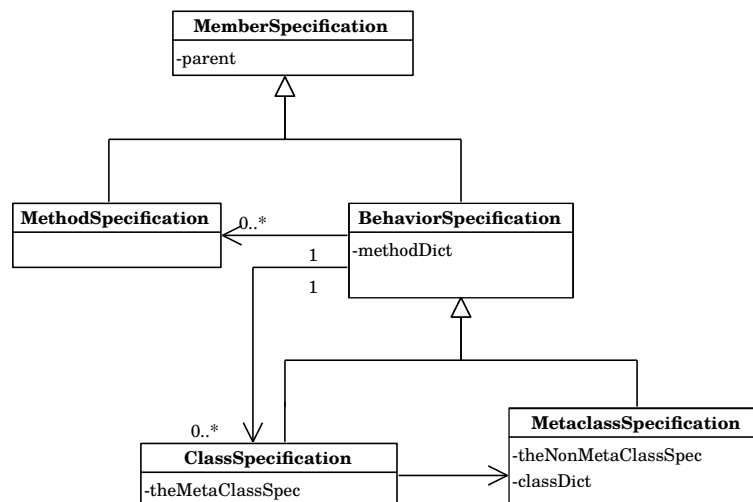 MemberSpecification
-parent
MethodSpecification
BehaviorSpecification
0..*
-methodDict
1
1
0..*
ClassSpecification
-theMetaClassSpec
MetaclassSpecification
-theNonMetaClassSpec
-classDict